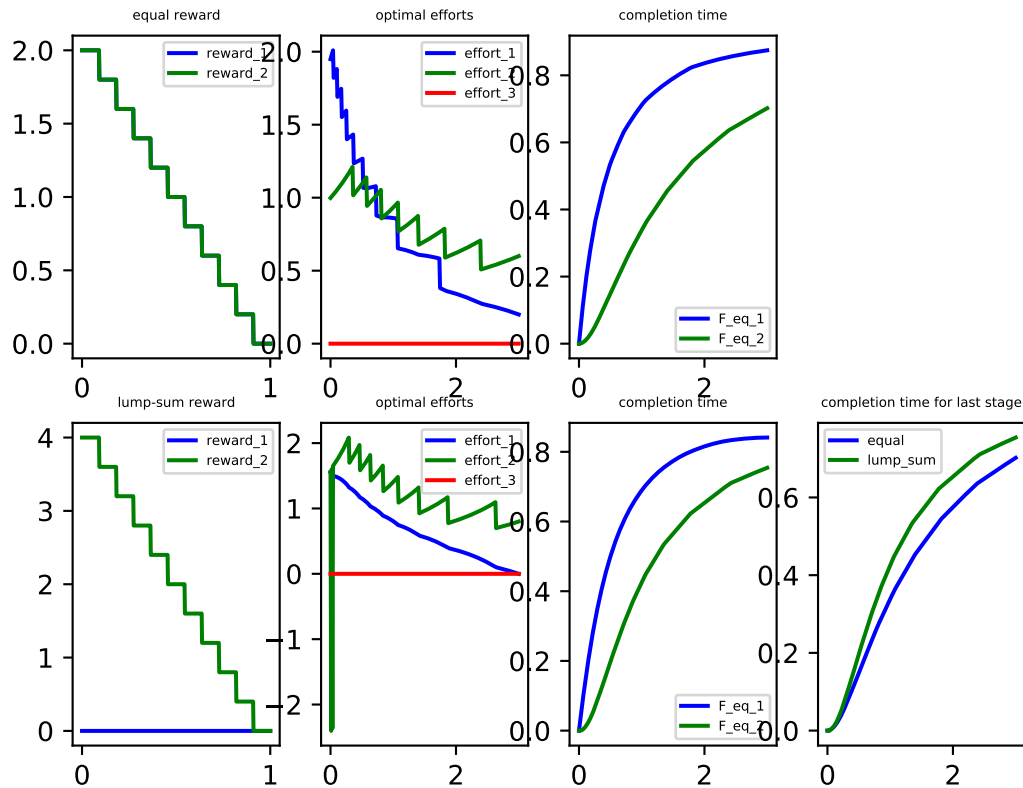 equal reward
optimal efforts
completion time
reward_1
reward_2
2.0
1.5
1.0
0.5
0.0
0
1
effort_1
effort_2
effort_3
2.0
1.5
1.0
0.5
0.0
0
2
F_eq_1
F_eq_2
0.8
0.6
0.4
0.2
0.0
0
2
lump-sum reward
optimal efforts
completion time
completion time for last stage
reward_1
reward_2
4
3
2
1
0
0
1
effort_1
effort_2
effort_3
2
1
0
−1
−2
0
2
F_eq_1
F_eq_2
0.8
0.6
0.4
0.2
0.0
0
2
equal
lump_sum
0.6
0.4
0.2
0.0
0
2